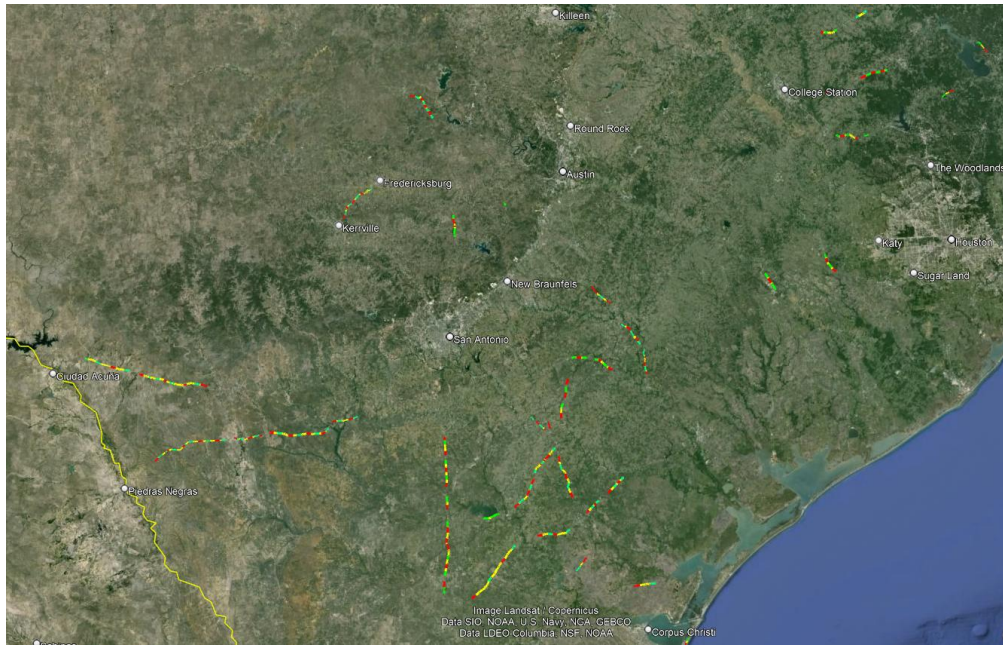 Killeen
College Station
Round Rock
The Woodlands
Austin
Fredericksburg
Kerrville
Katy
Houston
Sugar Land
New Braunfels
San Antonio
Ciudad Acuña
Piedras Negras
Image Landsat / Copernicus
Data SIO, NOAA, U.S. Navy, NGA, GEBCO
Data LDEO-Columbia, NSF, NOAA
Corpus Christi